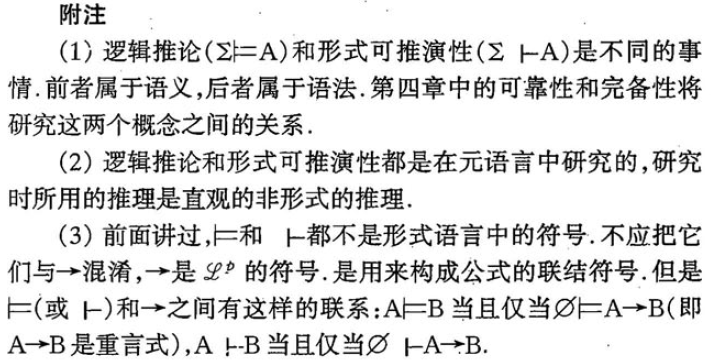 附注
(1) 逻辑推论(Σ⊨A)和形式可推演性(Σ ⊢A)是不同的事
情.前者属于语义,后者属于语法.第四章中的可靠性和完备性将
研究这两个概念之间的关系.
(2) 逻辑推论和形式可推演性都是在元语言中研究的,研究
时所用的推理是直观的非形式的推理.
(3) 前面讲过,⊨和 ⊢都不是形式语言中的符号.不应把它
们与→混淆,→是 ℒᵖ 的符号.是用来构成公式的联结符号.但是
⊨(或 ⊢)和→之间有这样的联系:A⊨B 当且仅当∅⊨A→B(即
A→B 是重言式),A ⊢B 当且仅当∅ ⊢A→B.